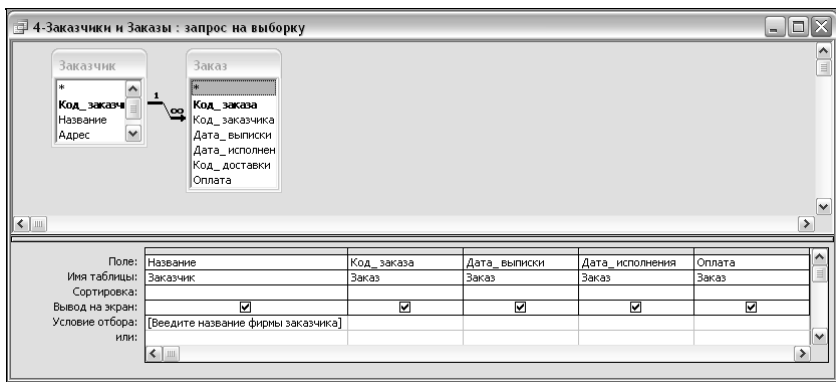 4-Заказчики и Заказы : запрос на выборку
Заказчик
*
Код_заказч
Название
Адрес
1
∞
Заказ
*
Код_заказа
Код_заказчика
Дата_выписки
Дата_исполнен
Код_доставки
Оплата
Поле: Название Код_заказа Дата_выписки Дата_исполнения Оплата
Имя таблицы: Заказчик Заказ Заказ Заказ Заказ
Сортировка:
Вывод на экран:
Условие отбора: [Веедите название фирмы заказчика]
или: